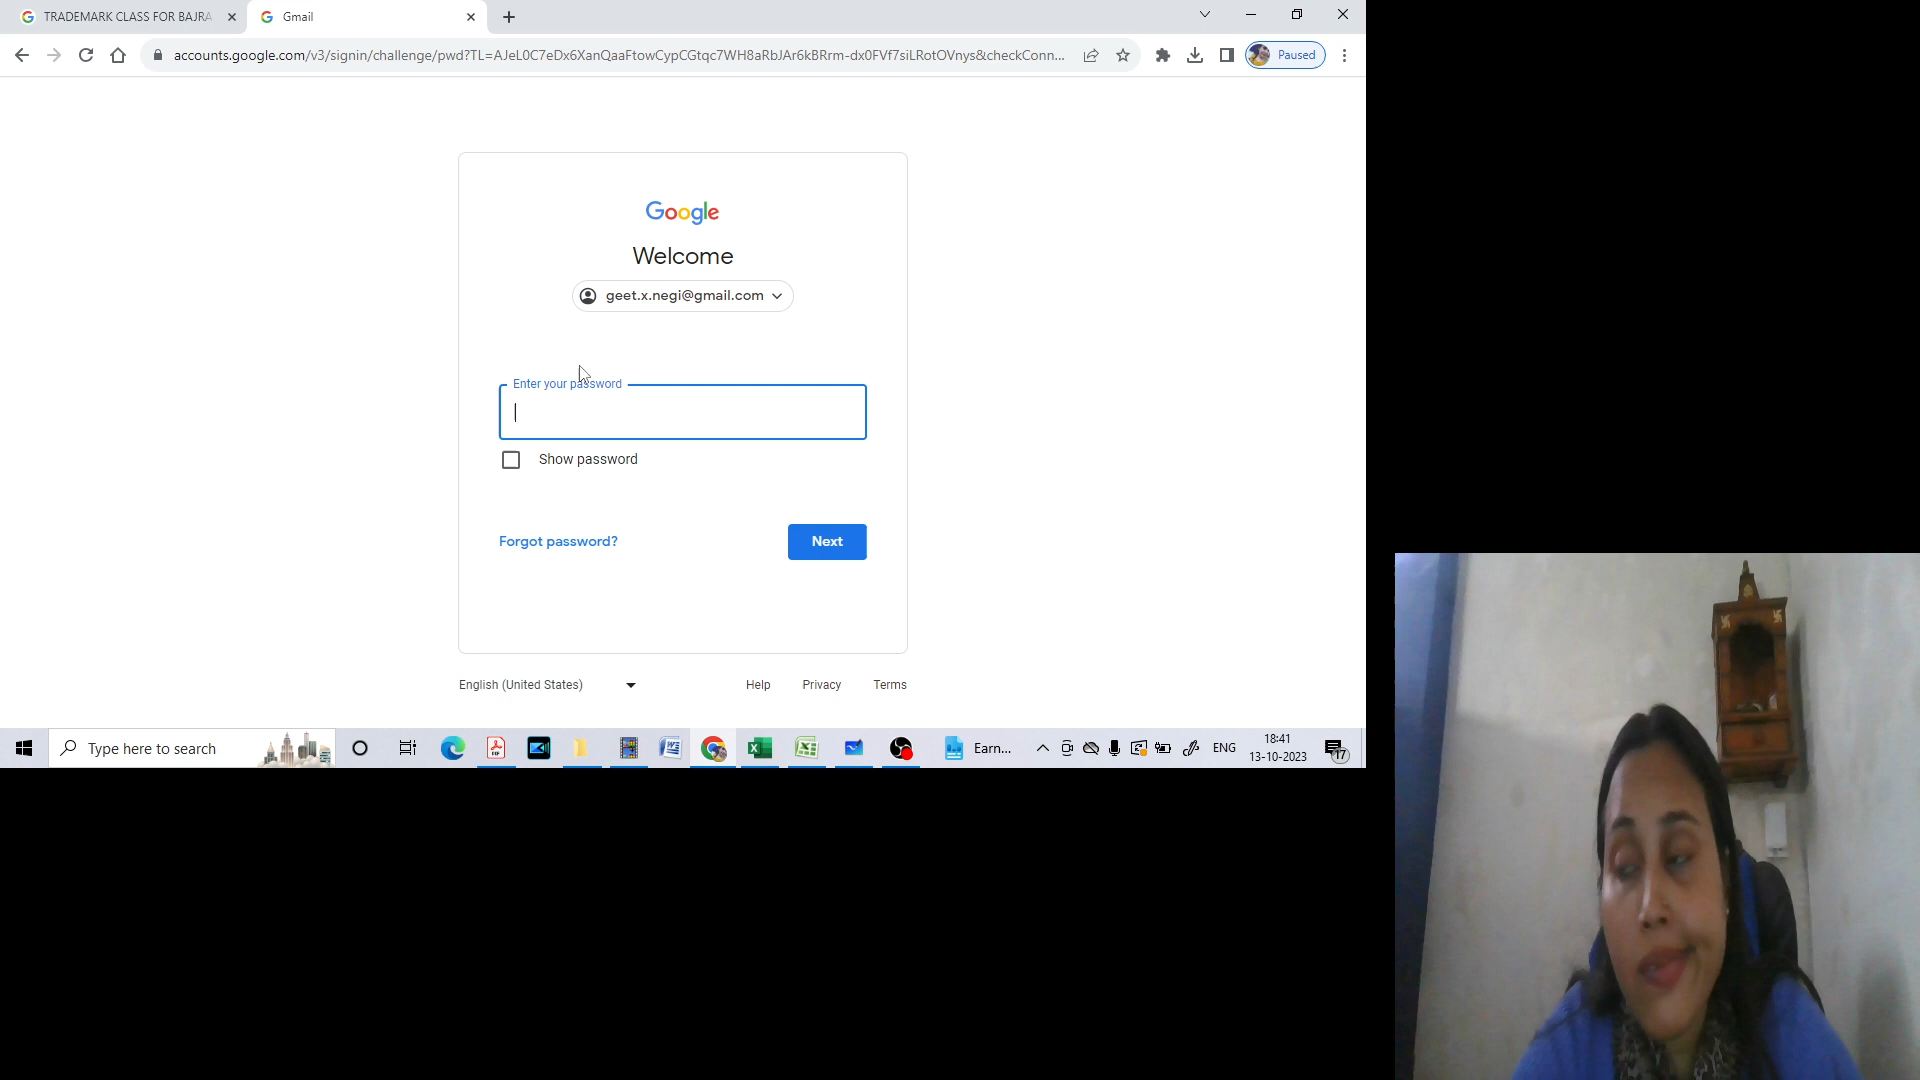 TRADEMARK CLASS FOR BAJRA
Gmail
accounts.google.com/v3/signin/challenge/pwd?TL=AJeL0C7eDx6XanQaaFtowCypCGtqc7WH8aRbJAr6kBRrm-dx0FVf7siLRotOVnys&checkConn...
Paused
Google
Welcome
geet.x.negi@gmail.com
Enter your password
Show password
Forgot password?
Next
English (United States)
Help
Privacy
Terms
Type here to search
Earn...
ENG
18:41
13-10-2023
17